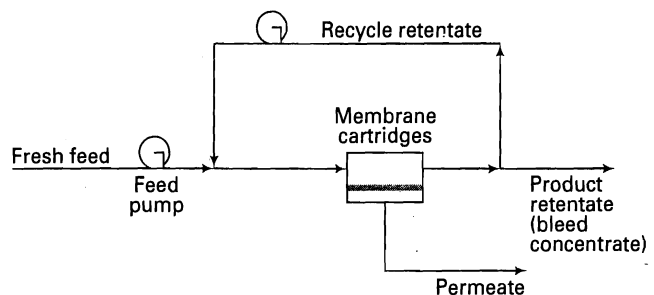 Recycle retentate
Membrane
cartridges
Fresh feed
Feed
pump
Product
retentate
(bleed
concentrate)
Permeate